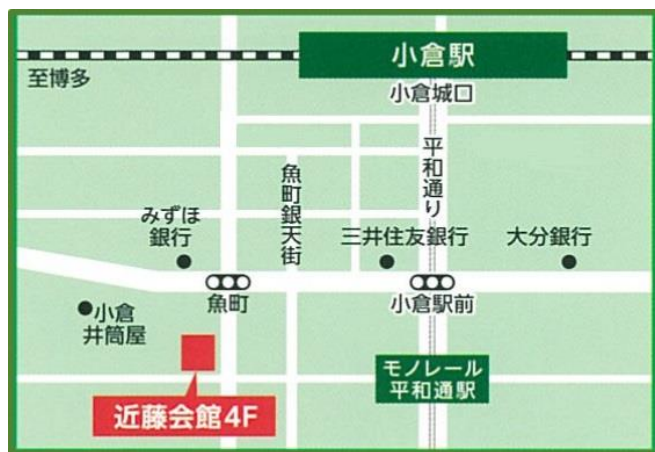 小倉駅
至博多
小倉城口
平和通り
魚町銀天街
みずほ
銀行
三井住友銀行
大分銀行
魚町
小倉駅前
小倉
井筒屋
モノレール
平和通駅
近藤会館4F